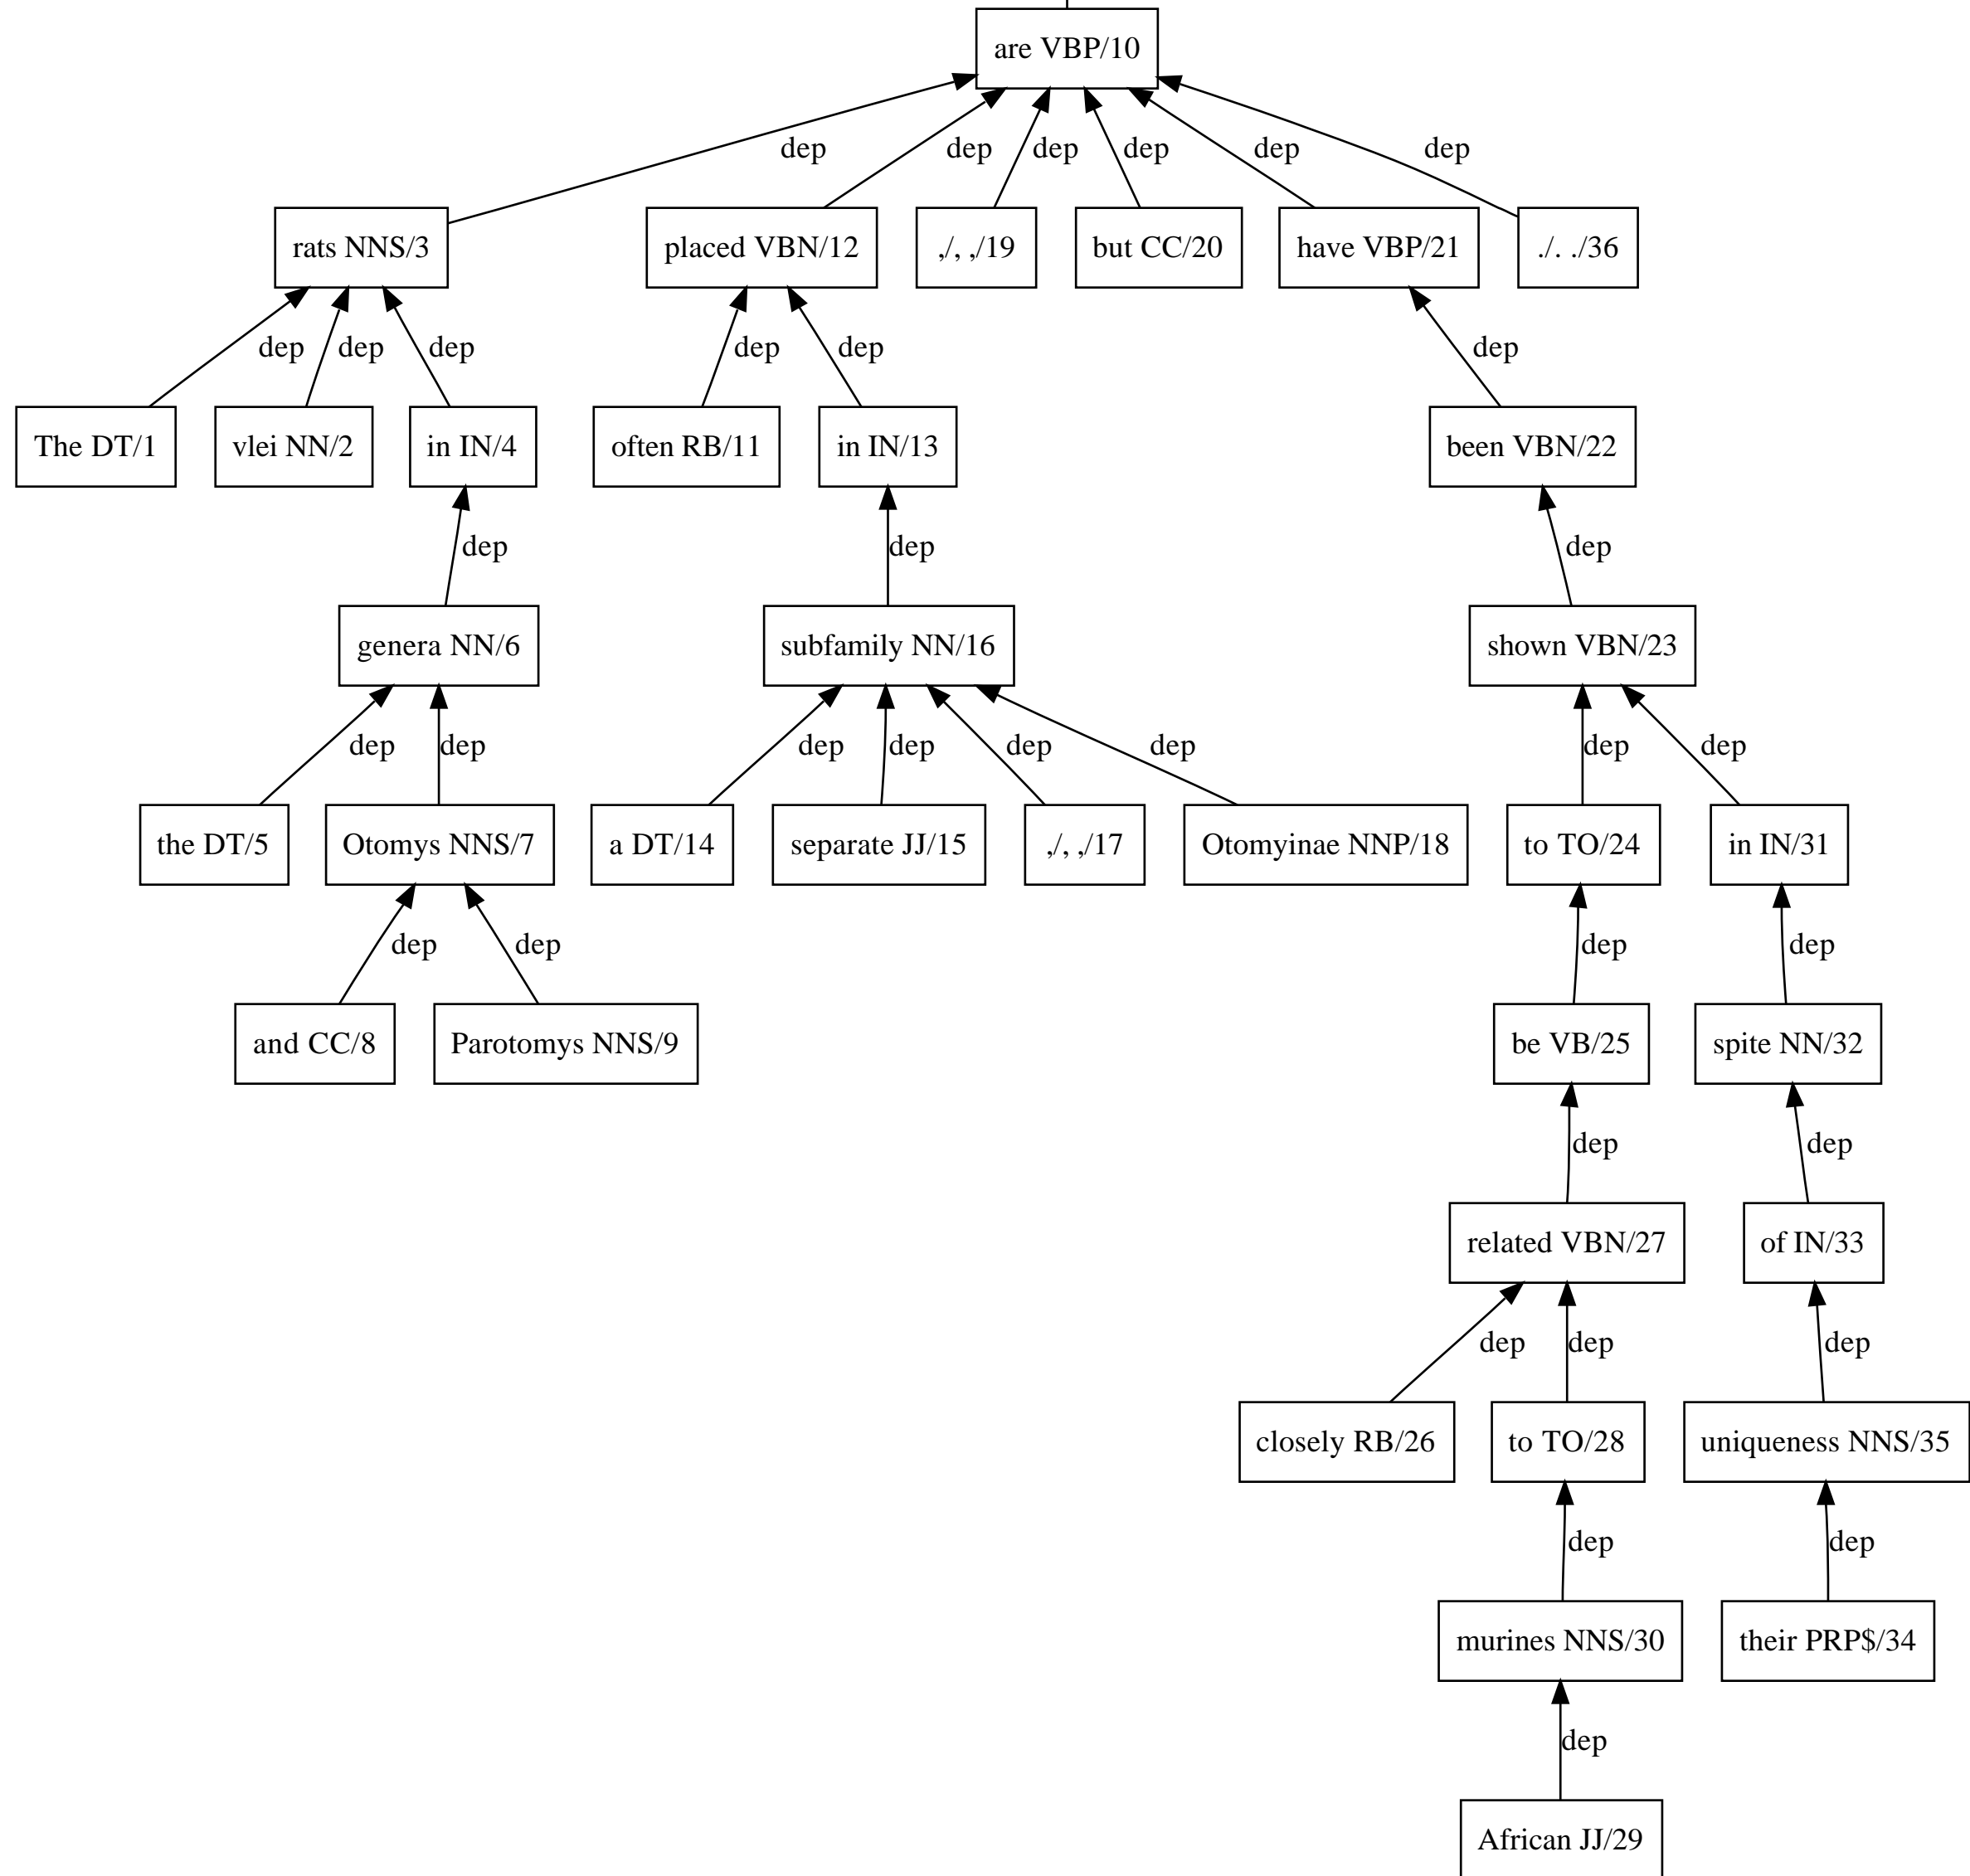 are VBP/10
dep dep dep dep dep dep
rats NNS/3 placed VBN/12 ,/, ,/19 but CC/20 have VBP/21 ./. ./36
dep dep dep dep dep dep
The DT/1 vlei NN/2 in IN/4 often RB/11 in IN/13 been VBN/22
dep dep dep
genera NN/6 subfamily NN/16 shown VBN/23
dep dep dep dep dep dep dep dep
the DT/5 Otomys NNS/7 a DT/14 separate JJ/15 ,/, ,/17 Otomyinae NNP/18 to TO/24 in IN/31
dep dep dep dep
and CC/8 Parotomys NNS/9 be VB/25 spite NN/32
dep dep
related VBN/27 of IN/33
dep dep dep
closely RB/26 to TO/28 uniqueness NNS/35
dep dep
murines NNS/30 their PRP$/34
dep
African JJ/29